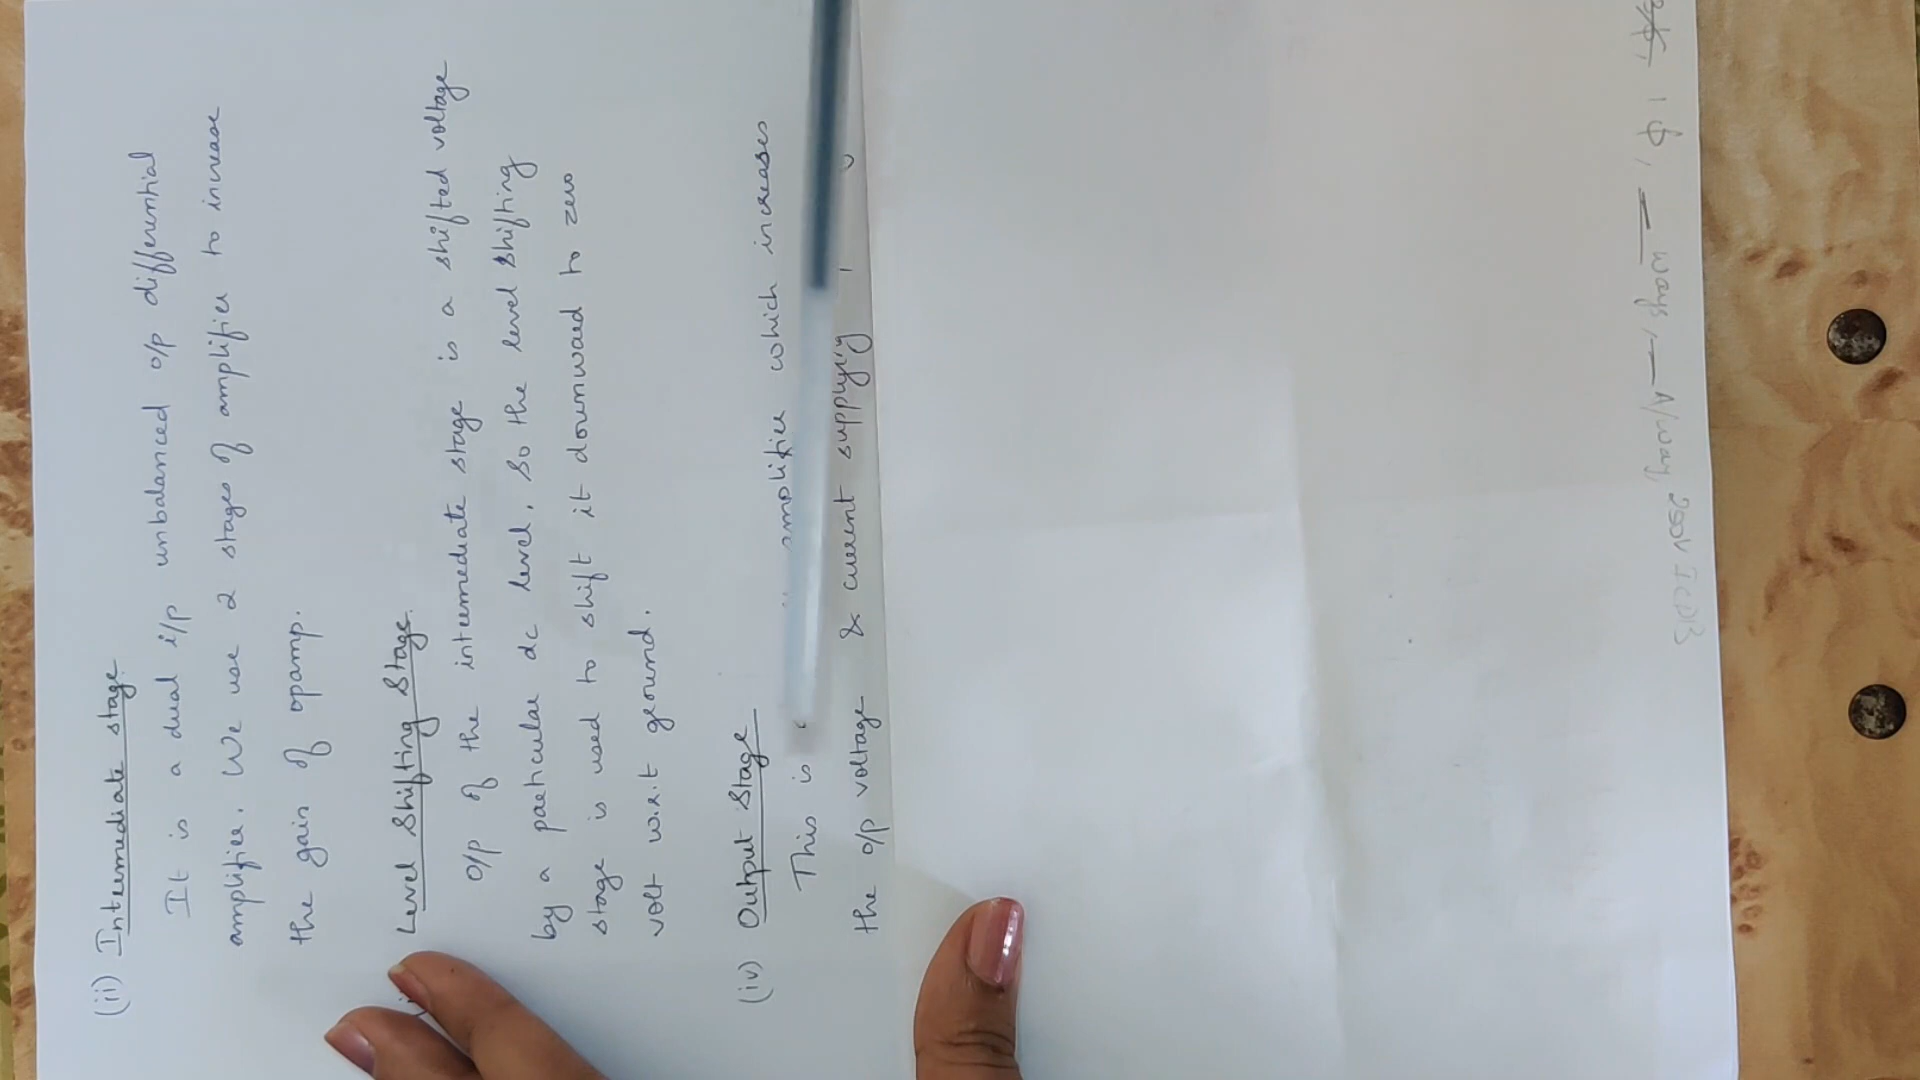 (ii) Intermediate stage.
It is a dual i/p unbalanced o/p differential
amplifier. We use 2 stages of amplifier to increase
the gain of opamp.
Level Shifting Stage.
O/p of the intermediate stage is a shifted voltage
by a particular dc level. So the level shifting
stage is used to shift it downward to zero
volt w.r.t ground.
(iv) Output Stage
This is amplifier which increases
the o/p voltage & current supplying